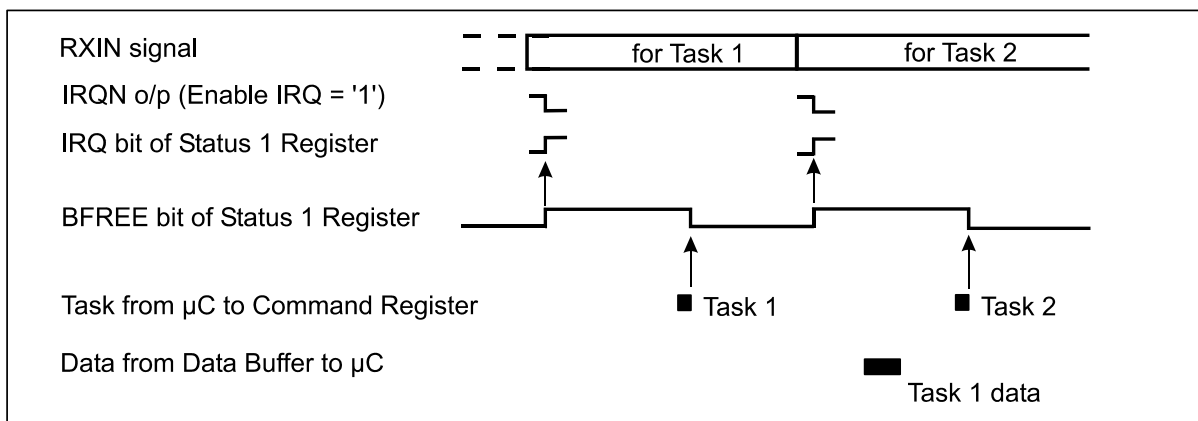 RXIN signal
for Task 1
for Task 2
IRQN o/p (Enable IRQ = '1')
IRQ bit of Status 1 Register
BFREE bit of Status 1 Register
Task from µC to Command Register
Task 1
Task 2
Data from Data Buffer to µC
Task 1 data